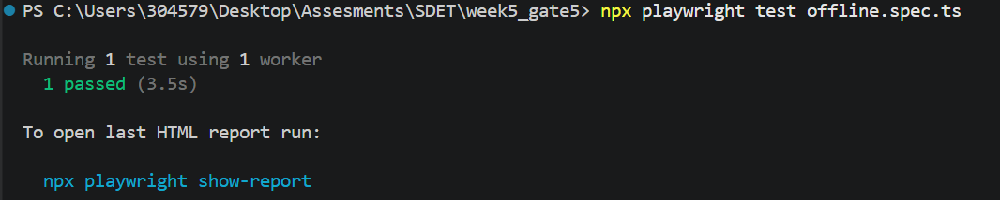 PS C:\Users\304579\Desktop\Assesments\SDET\week5_gate5> npx playwright test offline.spec.ts
Running 1 test using 1 worker
1 passed (3.5s)
To open last HTML report run:
npx playwright show-report